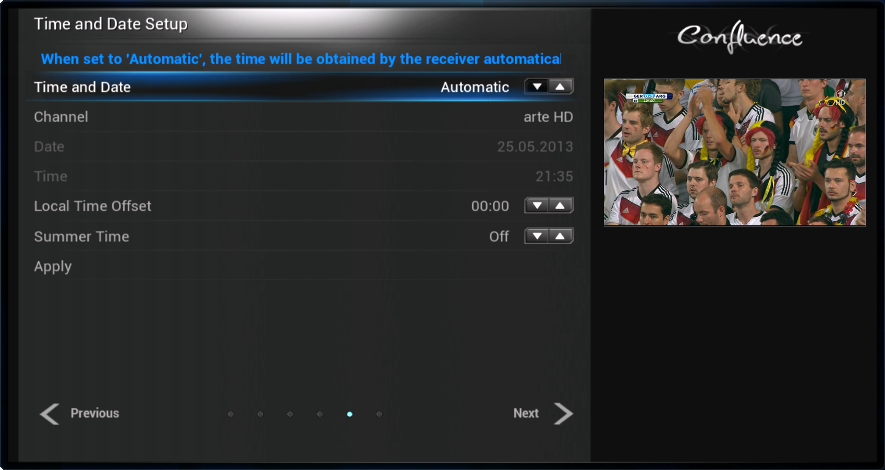 Time and Date Setup
Confluence
When set to 'Automatic', the time will be obtained by the receiver automatical
Time and Date Automatic
Channel arte HD
Date 25.05.2013
Time 21:35
Local Time Offset 00:00
Summer Time Off
Apply
Previous Next